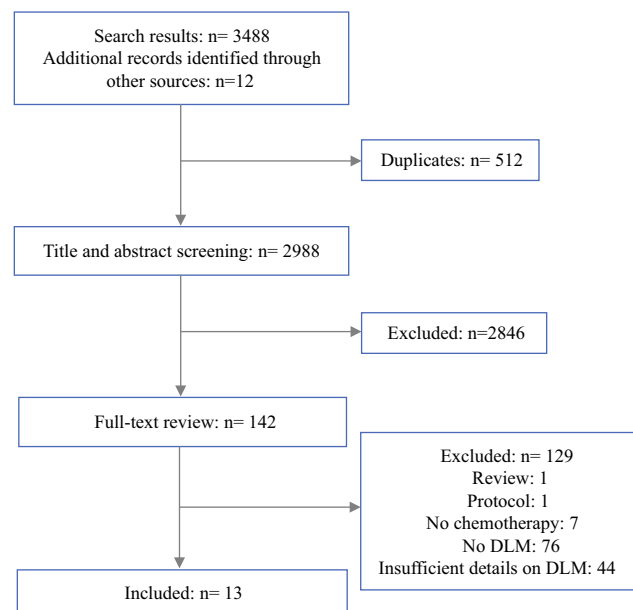 Search results: n= 3488
Additional records identified through
other sources: n=12
Duplicates: n= 512
Title and abstract screening: n= 2988
Excluded: n=2846
Full-text review: n= 142
Excluded: n= 129
Review: 1
Protocol: 1
No chemotherapy: 7
No DLM: 76
Insufficient details on DLM: 44
Included: n= 13